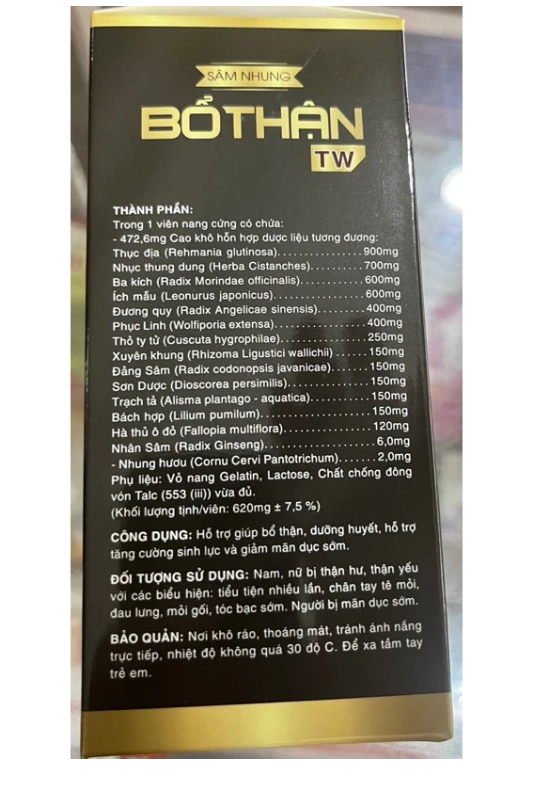 SÂM NHUNG
BỔ THẬN
TW
THÀNH PHẦN:
Trong 1 viên nang cứng có chứa:
- 472,6mg Cao khô hỗn hợp dược liệu tương đương:
Thục địa (Rehmania glutinosa)................900mg
Nhục thung dung (Herba Cistanches)..........700mg
Ba kích (Radix Morindae officinalis)............600mg
Ích mẫu (Leonurus japonicus)..................600mg
Đương quy (Radix Angelicae sinensis)..........400mg
Phục Linh (Wolfiporia extensa).................400mg
Thỏ ty tử (Cuscuta hygrophilae)................250mg
Xuyên khung (Rhizoma Ligustici wallichii)......150mg
Đảng Sâm (Radix codonopsis javanicae)........150mg
Sơn Dược (Dioscorea persimilis)...............150mg
Trạch tả (Alisma plantago - aquatica)...........150mg
Bách hợp (Lilium pumilum)....................150mg
Hà thủ ô đỏ (Fallopia multiflora)................120mg
Nhân Sâm (Radix Ginseng)....................6,0mg
- Nhung hươu (Cornu Cervi Pantotrichum).......2,0mg
Phụ liệu: Vỏ nang Gelatin, Lactose, Chất chống đông
vón Talc (553 (iii)) vừa đủ.
(Khối lượng tịnh/viên: 620mg ± 7,5 %)
CÔNG DỤNG: Hỗ trợ giúp bổ thận, dưỡng huyết, hỗ trợ
tăng cường sinh lực và giảm mãn dục sớm.
ĐỐI TƯỢNG SỬ DỤNG: Nam, nữ bị thận hư, thận yếu
với các biểu hiện: tiểu tiện nhiều lần, chân tay tê mỏi,
đau lưng, mỏi gối, tóc bạc sớm. Người bị mãn dục sớm.
BẢO QUẢN: Nơi khô ráo, thoáng mát, tránh ánh nắng
trực tiếp, nhiệt độ không quá 30 độ C. Để xa tầm tay
trẻ em.